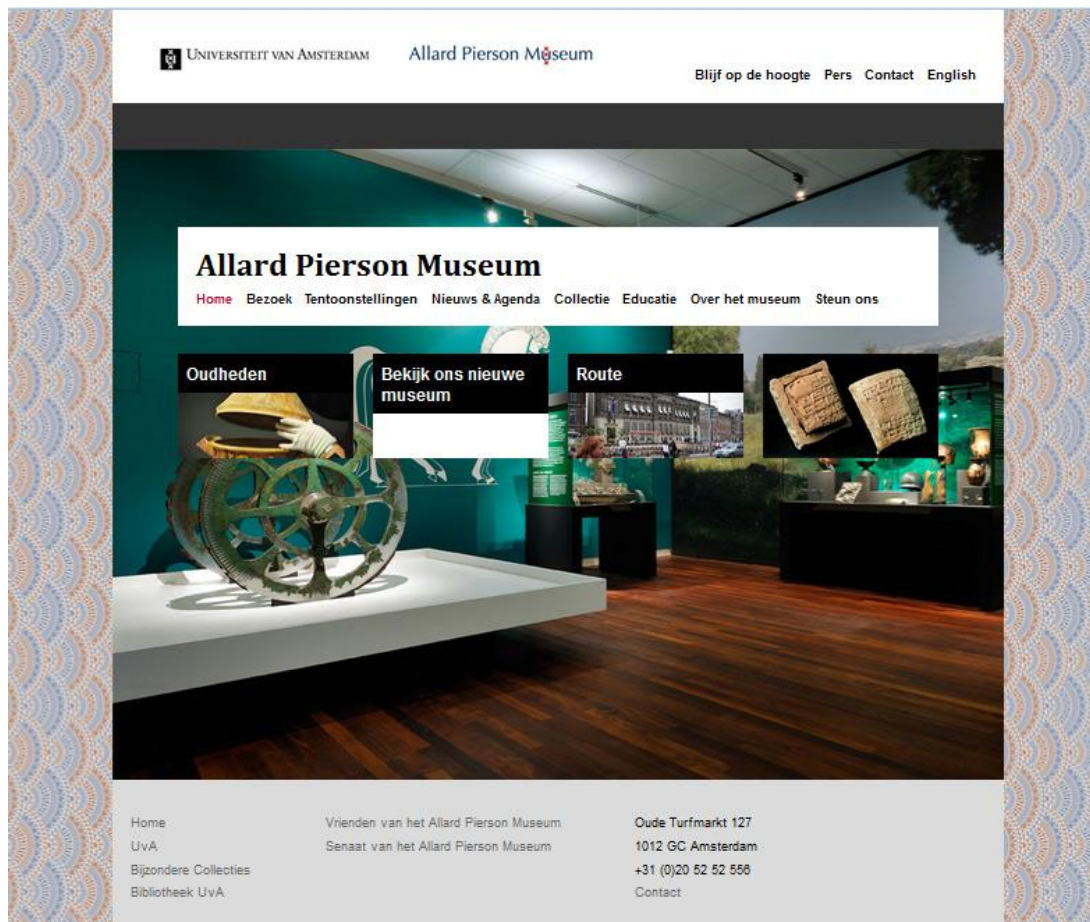 UNIVERSITEIT VAN AMSTERDAM
Allard Pierson Museum
Blijf op de hoogte Pers Contact English
Allard Pierson Museum
Home Bezoek Tentoonstellingen Nieuws & Agenda Collectie Educatie Over het museum Steun ons
Oudheden
Bekijk ons nieuwe
museum
Route
Home
UvA
Bijzondere Collecties
Bibliotheek UvA
Vrienden van het Allard Pierson Museum
Senaat van het Allard Pierson Museum
Oude Turfmarkt 127
1012 GC Amsterdam
+31 (0)20 52 52 556
Contact